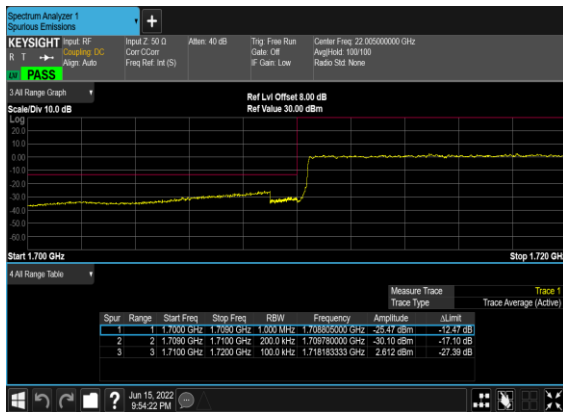 Spectrum Analyzer 1
Spurious Emissions
KEYSIGHT Input: RF Input Z: 50 Ω Atten: 40 dB Trig: Free Run Center Freq: 22.005000000 GHz
R T Coupling: DC Corr CCorr Gate: Off Avg|Hold: 100/100
Align: Auto Freq Ref: Int (S) IF Gain: Low Radio Std: None
PASS
3 All Range Graph
Ref Lvl Offset 8.00 dB
Scale/Div 10.0 dB Ref Value 30.00 dBm
Log
20.0
10.0
0.00
-10.0
-20.0
-30.0
-40.0
-50.0
-60.0
Start 1.700 GHz Stop 1.720 GH
4 All Range Table
Measure Trace Trace 1
Trace Type Trace Average (Active)
Spur Range Start Freq Stop Freq RBW Frequency Amplitude ΔLimit
1 1 1.7000 GHz 1.7090 GHz 1.000 MHz 1.708805000 GHz -25.47 dBm -12.47 dB
2 2 1.7090 GHz 1.7100 GHz 200.0 kHz 1.709780000 GHz -30.10 dBm -17.10 dB
3 3 1.7100 GHz 1.7200 GHz 100.0 kHz 1.718183333 GHz 2.612 dBm -27.39 dB
? Jun 15, 2022
9:54:22 PM